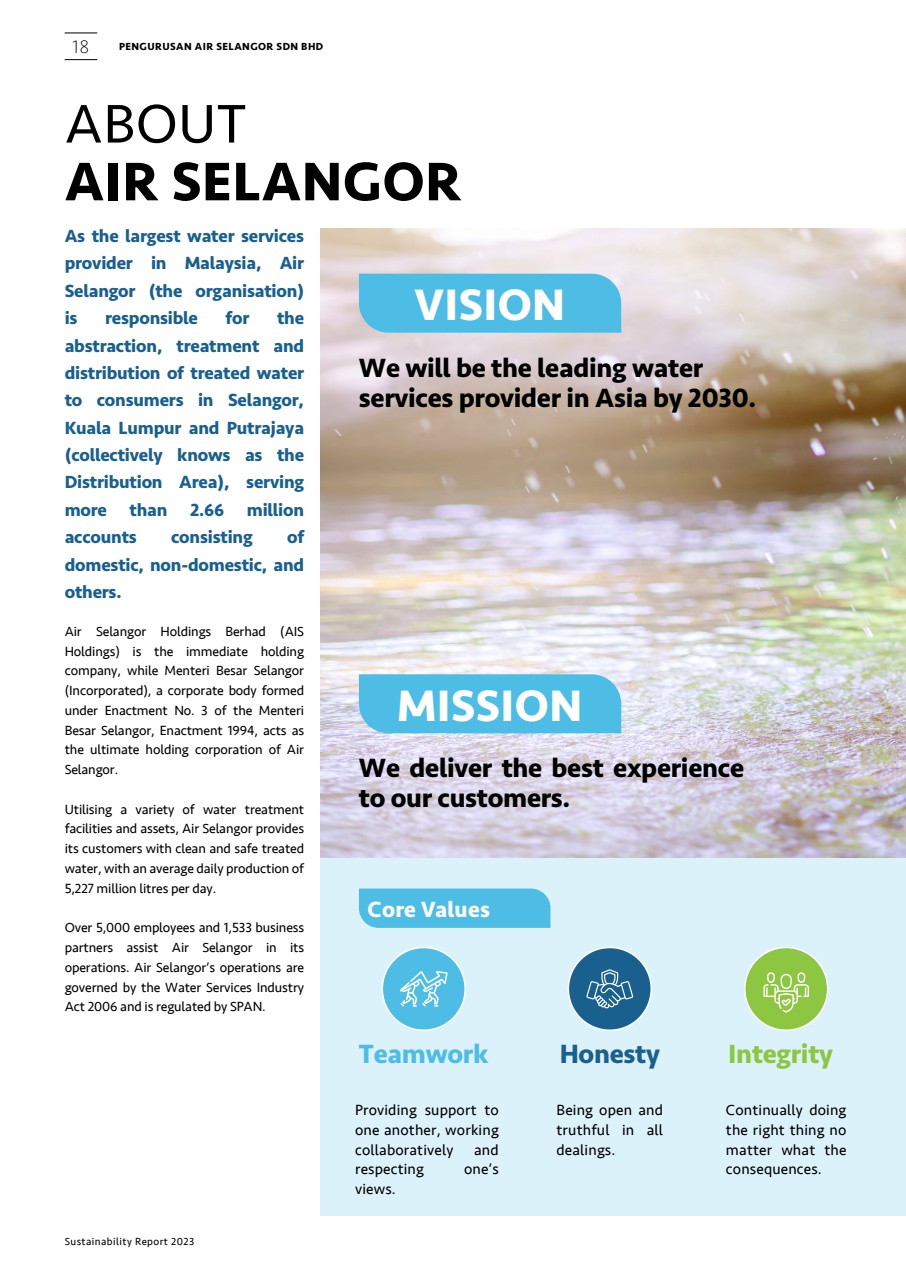 18
PENGURUSAN AIR SELANGOR SDN BHD
ABOUT
AIR SELANGOR
As the largest water services
provider in Malaysia, Air
Selangor (the organisation)
is responsible for the
abstraction, treatment and
distribution of treated water
to consumers in Selangor,
Kuala Lumpur and Putrajaya
(collectively knows as the
Distribution Area), serving
more than 2.66 million
accounts consisting of
domestic, non-domestic, and
others.
Air Selangor Holdings Berhad (AIS
Holdings) is the immediate holding
company, while Menteri Besar Selangor
(Incorporated), a corporate body formed
under Enactment No. 3 of the Menteri
Besar Selangor, Enactment 1994, acts as
the ultimate holding corporation of Air
Selangor.
Utilising a variety of water treatment
facilities and assets, Air Selangor provides
its customers with clean and safe treated
water, with an average daily production of
5,227 million litres per day.
Over 5,000 employees and 1,533 business
partners assist Air Selangor in its
operations. Air Selangor's operations are
governed by the Water Services Industry
Act 2006 and is regulated by SPAN.
VISION
We will be the leading water
services provider in Asia by 2030.
MISSION
We deliver the best experience
to our customers.
Core Values
Teamwork
Providing support to
one another, working
collaboratively and
respecting one's
views.
Honesty
Being open and
truthful in all
dealings.
Integrity
Continually doing
the right thing no
matter what the
consequences.
Sustainability Report 2023